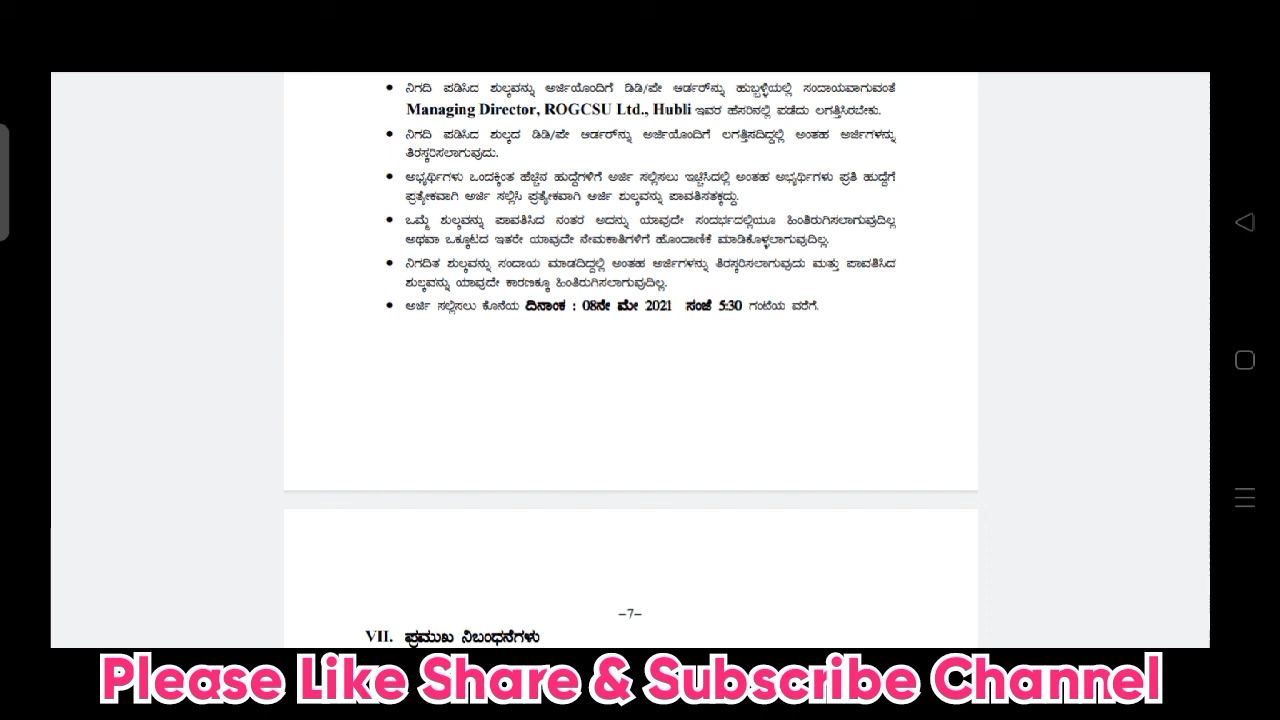 • ನಿಗದಿ ಪಡಿಸಿದ ಶುಲ್ಕವನ್ನು ಅರ್ಜಿಯೊಂದಿಗೆ ಡಿಡಿ/ಪೇ ಆರ್ಡರ್‌ನ್ನು ಹುಬ್ಬಳ್ಳಿಯಲ್ಲಿ ಸಂದಾಯವಾಗುವಂತೆ
Managing Director, ROGCSU Ltd., Hubli ಇವರ ಹೆಸರಿನಲ್ಲಿ ಪಡೆದು ಲಗತ್ತಿಸಿರಬೇಕು.
• ನಿಗದಿ ಪಡಿಸಿದ ಶುಲ್ಕದ ಡಿಡಿ/ಪೇ ಆರ್ಡರ್‌ನ್ನು ಅರ್ಜಿಯೊಂದಿಗೆ ಲಗತ್ತಿಸದಿದ್ದಲ್ಲಿ ಅಂತಹ ಅರ್ಜಿಗಳನ್ನು
ತಿರಸ್ಕರಿಸಲಾಗುವುದು.
• ಅಭ್ಯರ್ಥಿಗಳು ಒಂದಕ್ಕಿಂತ ಹೆಚ್ಚಿನ ಹುದ್ದೆಗಳಿಗೆ ಅರ್ಜಿ ಸಲ್ಲಿಸಲು ಇಚ್ಚಿಸಿದಲ್ಲಿ ಅಂತಹ ಅಭ್ಯರ್ಥಿಗಳು ಪ್ರತಿ ಹುದ್ದೆಗೆ
ಪ್ರತ್ಯೇಕವಾಗಿ ಅರ್ಜಿ ಸಲ್ಲಿಸಿ ಪ್ರತ್ಯೇಕವಾಗಿ ಅರ್ಜಿ ಶುಲ್ಕವನ್ನು ಪಾವತಿಸತಕ್ಕದ್ದು.
• ಒಮ್ಮೆ ಶುಲ್ಕವನ್ನು ಪಾವತಿಸಿದ ನಂತರ ಅದನ್ನು ಯಾವುದೇ ಸಂದರ್ಭದಲ್ಲಿಯೂ ಹಿಂತಿರುಗಿಸಲಾಗುವುದಿಲ್ಲ
ಅಥವಾ ಒಕ್ಕೂಟದ ಇತರೇ ಯಾವುದೇ ನೇಮಕಾತಿಗಳಿಗೆ ಹೊಂದಾಣಿಕೆ ಮಾಡಿಕೊಳ್ಳಲಾಗುವುದಿಲ್ಲ.
• ನಿಗದಿತ ಶುಲ್ಕವನ್ನು ಸಂದಾಯ ಮಾಡದಿದ್ದಲ್ಲಿ ಅಂತಹ ಅರ್ಜಿಗಳನ್ನು ತಿರಸ್ಕರಿಸಲಾಗುವುದು ಮತ್ತು ಪಾವತಿಸಿದ
ಶುಲ್ಕವನ್ನು ಯಾವುದೇ ಕಾರಣಕ್ಕೂ ಹಿಂತಿರುಗಿಸಲಾಗುವುದಿಲ್ಲ.
• ಅರ್ಜಿ ಸಲ್ಲಿಸಲು ಕೊನೆಯ ದಿನಾಂಕ : 08ನೇ ಮೇ 2021 ಸಂಜೆ 5:30 ಗಂಟೆಯ ವರೆಗೆ.
–7–
VII. ಪ್ರಮುಖ ನಿಬಂಧನೆಗಳು
Please Like Share & Subscribe Channel